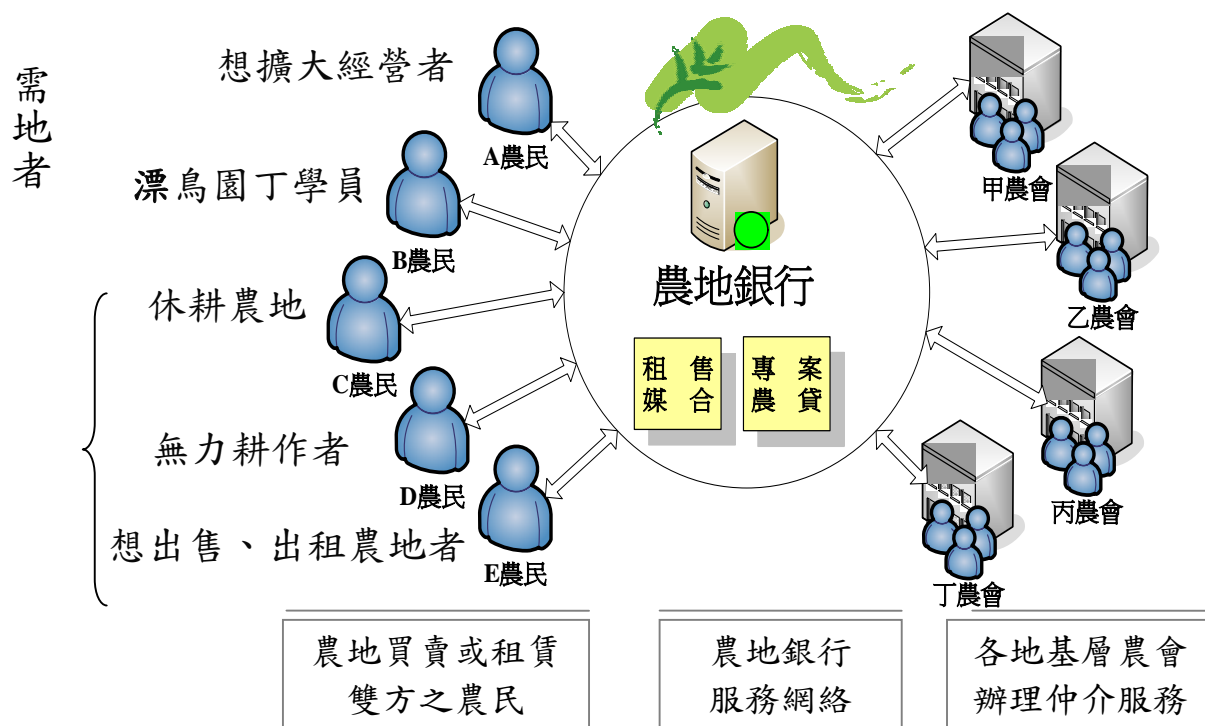 需地者
想擴大經營者
A農民
漂鳥園丁學員
B農民
休耕農地
C農民
無力耕作者
D農民
想出售、出租農地者
E農民
農地銀行
租售
媒合
專案
農貸
甲農會
乙農會
丙農會
丁農會
農地買賣或租賃
雙方之農民
農地銀行
服務網絡
各地基層農會
辦理仲介服務